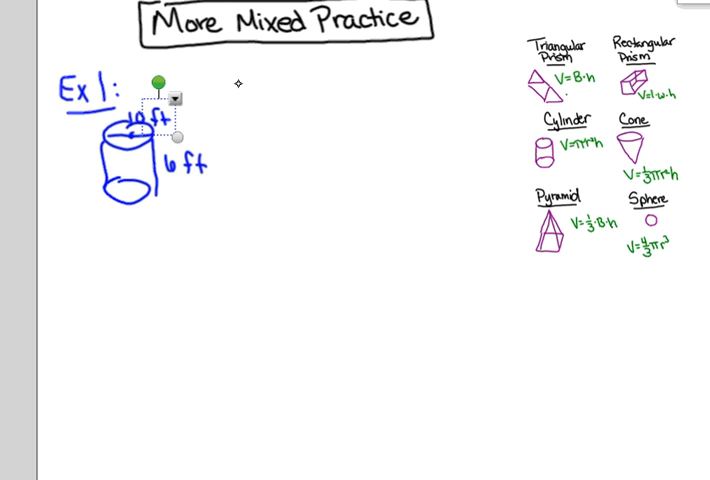 More Mixed Practice
Ex 1:
10 ft
6 ft
Triangular
Prism
V=B·h
Rectangular
Prism
V=l·w·h
Cylinder
V=πr²h
Cone
V=⅓πr²h
Pyramid
V=⅓·B·h
Sphere
V=4/3πr³